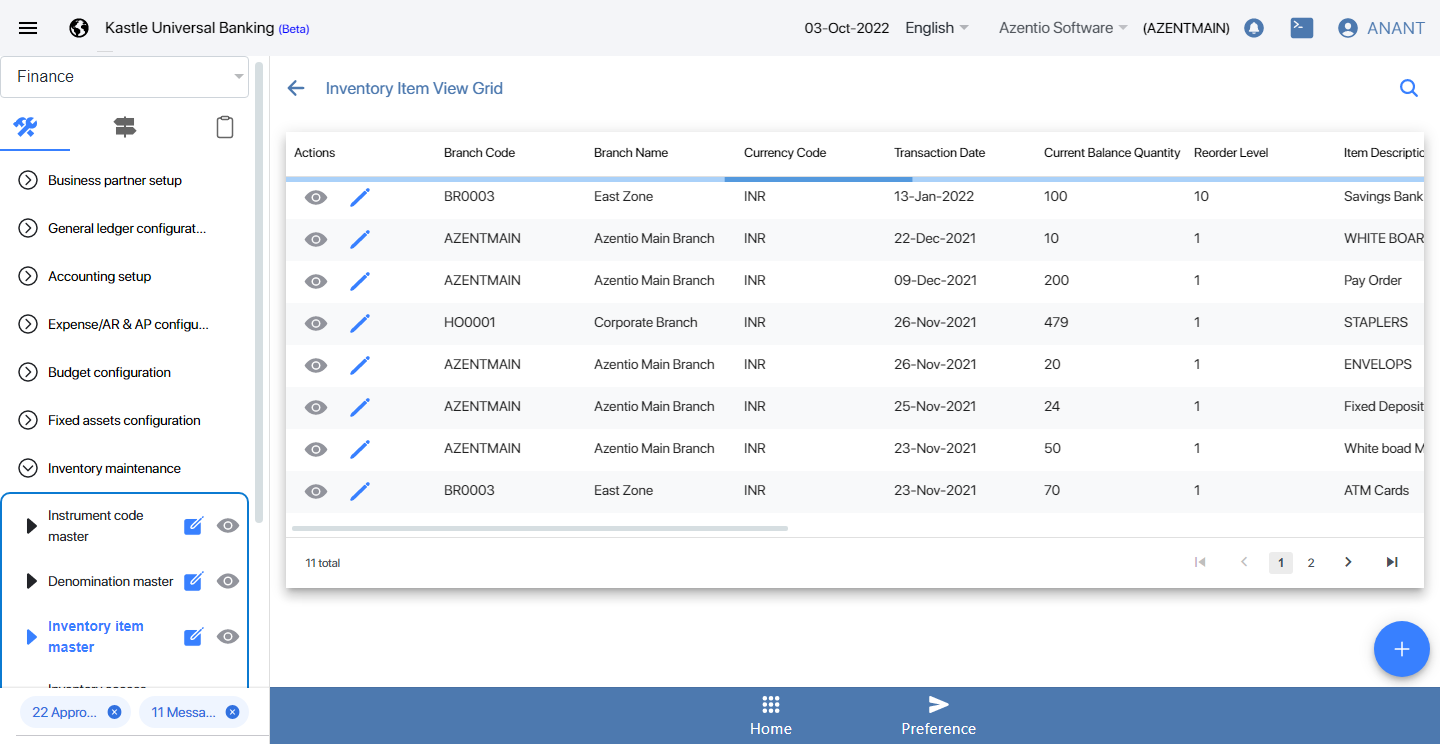 Kastle Universal Banking (Beta)
03-Oct-2022 English Azentio Software (AZENTMAIN) ANANT
Finance
Business partner setup
General ledger configurat...
Accounting setup
Expense/AR & AP configu...
Budget configuration
Fixed assets configuration
Inventory maintenance
Instrument code
master
Denomination master
Inventory item
master
22 Appro...
11 Messa...
Inventory Item View Grid
Actions Branch Code Branch Name Currency Code Transaction Date Current Balance Quantity Reorder Level Item Descriptio
BR0003 East Zone INR 13-Jan-2022 100 10 Savings Bank
AZENTMAIN Azentio Main Branch INR 22-Dec-2021 10 1 WHITE BOAR
AZENTMAIN Azentio Main Branch INR 09-Dec-2021 200 1 Pay Order
HO0001 Corporate Branch INR 26-Nov-2021 479 1 STAPLERS
AZENTMAIN Azentio Main Branch INR 26-Nov-2021 20 1 ENVELOPS
AZENTMAIN Azentio Main Branch INR 25-Nov-2021 24 1 Fixed Deposit
AZENTMAIN Azentio Main Branch INR 23-Nov-2021 50 1 White boad M
BR0003 East Zone INR 23-Nov-2021 70 1 ATM Cards
11 total
1 2
Home
Preference